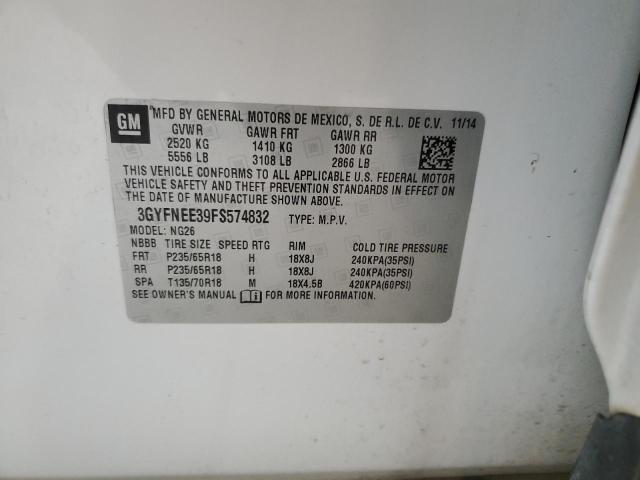 GM
MFD BY GENERAL MOTORS DE MEXICO, S. DE R.L. DE C.V. 11/14
GVWR GAWR FRT GAWR RR
2520 KG 1410 KG 1300 KG
5556 LB 3108 LB 2866 LB
THIS VEHICLE CONFORMS TO ALL APPLICABLE U.S. FEDERAL MOTOR
VEHICLE SAFETY AND THEFT PREVENTION STANDARDS IN EFFECT ON
THE DATE OF MANUFACTURE SHOWN ABOVE.
3GYFNEE39FS574832 TYPE: M.P.V.
MODEL: NG26
NBBB TIRE SIZE SPEED RTG RIM COLD TIRE PRESSURE
FRT P235/65R18 H 18X8J 240KPA(35PSI)
RR P235/65R18 H 18X8J 240KPA(35PSI)
SPA T135/70R18 M 18X4.5B 420KPA(60PSI)
SEE OWNER'S MANUAL FOR MORE INFORMATION